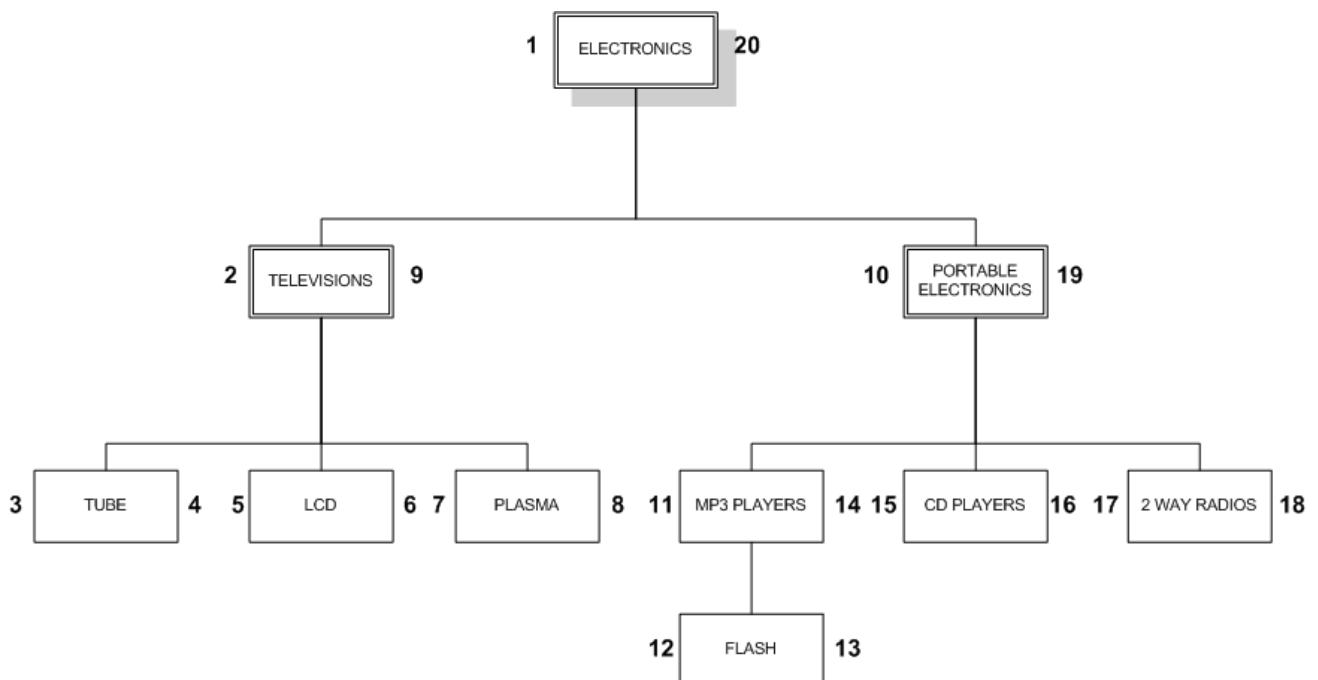 1 ELECTRONICS 20
2 TELEVISIONS 9
10 PORTABLE ELECTRONICS 19
3 TUBE 4
5 LCD 6
7 PLASMA 8
11 MP3 PLAYERS 14
15 CD PLAYERS 16
17 2 WAY RADIOS 18
12 FLASH 13